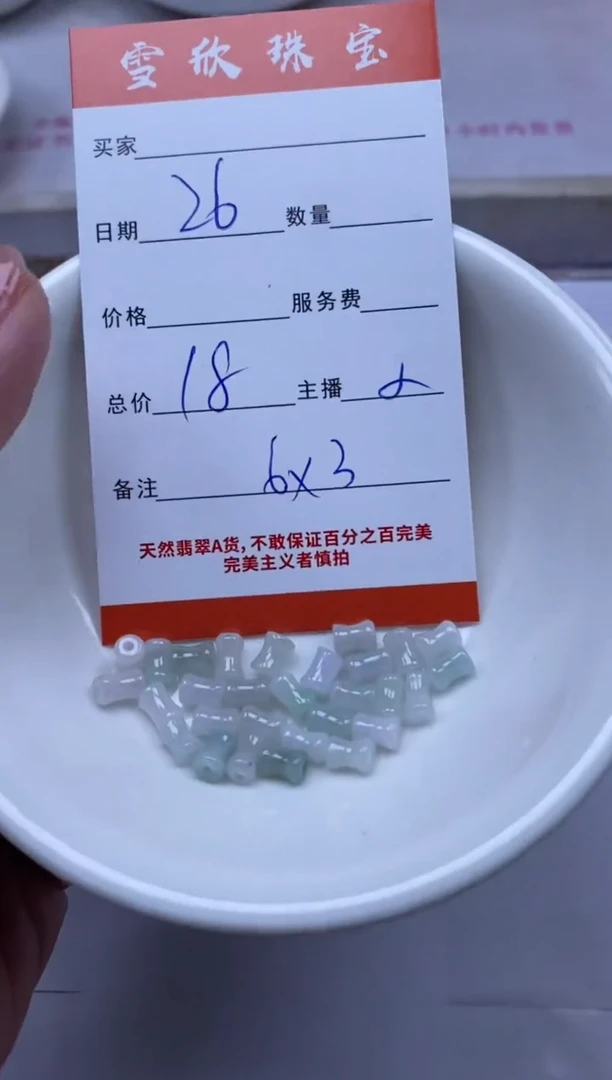 雪欣珠宝
买家
日期 26 数量
价格 服务费
总价 18 主播
备注 6x3
天然翡翠A货,不敢保证百分之百完美
完美主义者慎拍